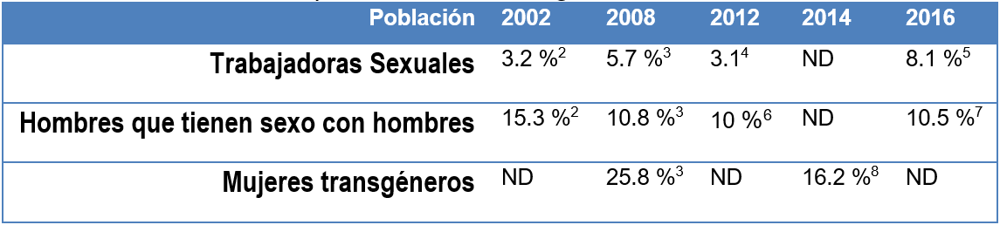 Población 2002 2008 2012 2014 2016
Trabajadoras Sexuales 3.2 %2 5.7 %3 3.14 ND 8.1 %5
Hombres que tienen sexo con hombres 15.3 %2 10.8 %3 10 %6 ND 10.5 %7
Mujeres transgéneros ND 25.8 %3 ND 16.2 %8 ND